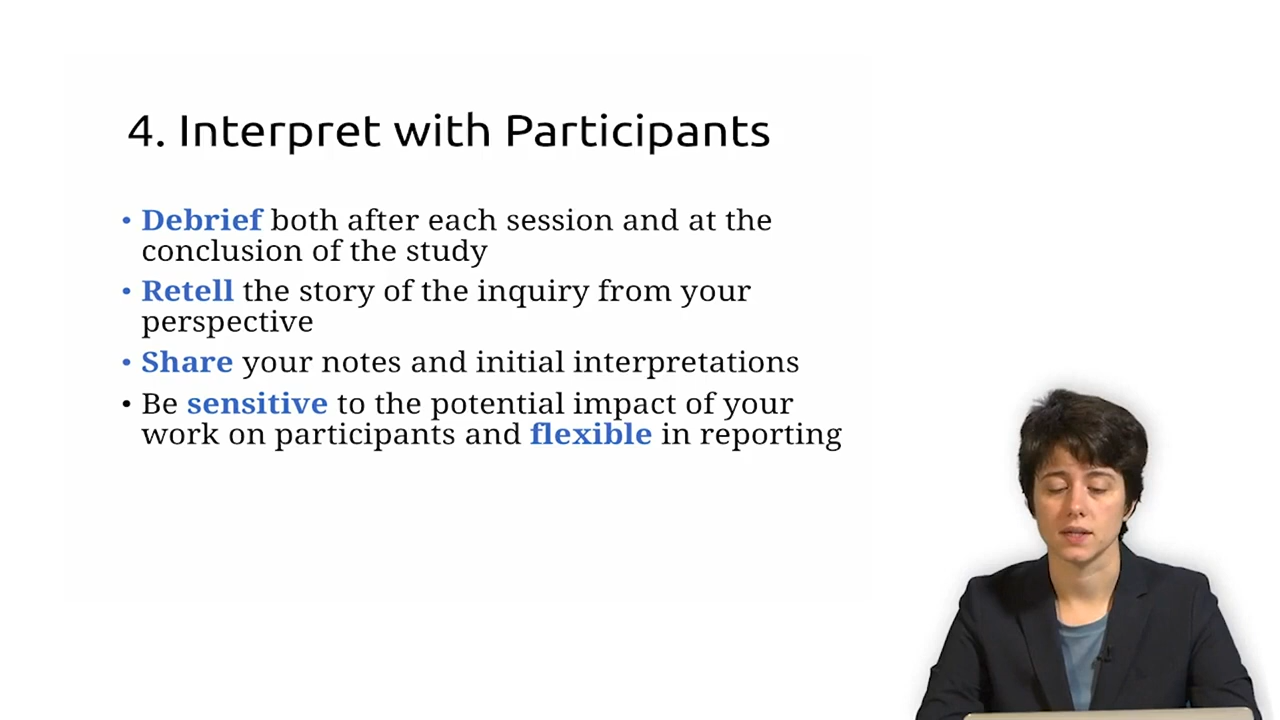 4. Interpret with Participants
• Debrief both after each session and at the
conclusion of the study
• Retell the story of the inquiry from your
perspective
• Share your notes and initial interpretations
• Be sensitive to the potential impact of your
work on participants and flexible in reporting